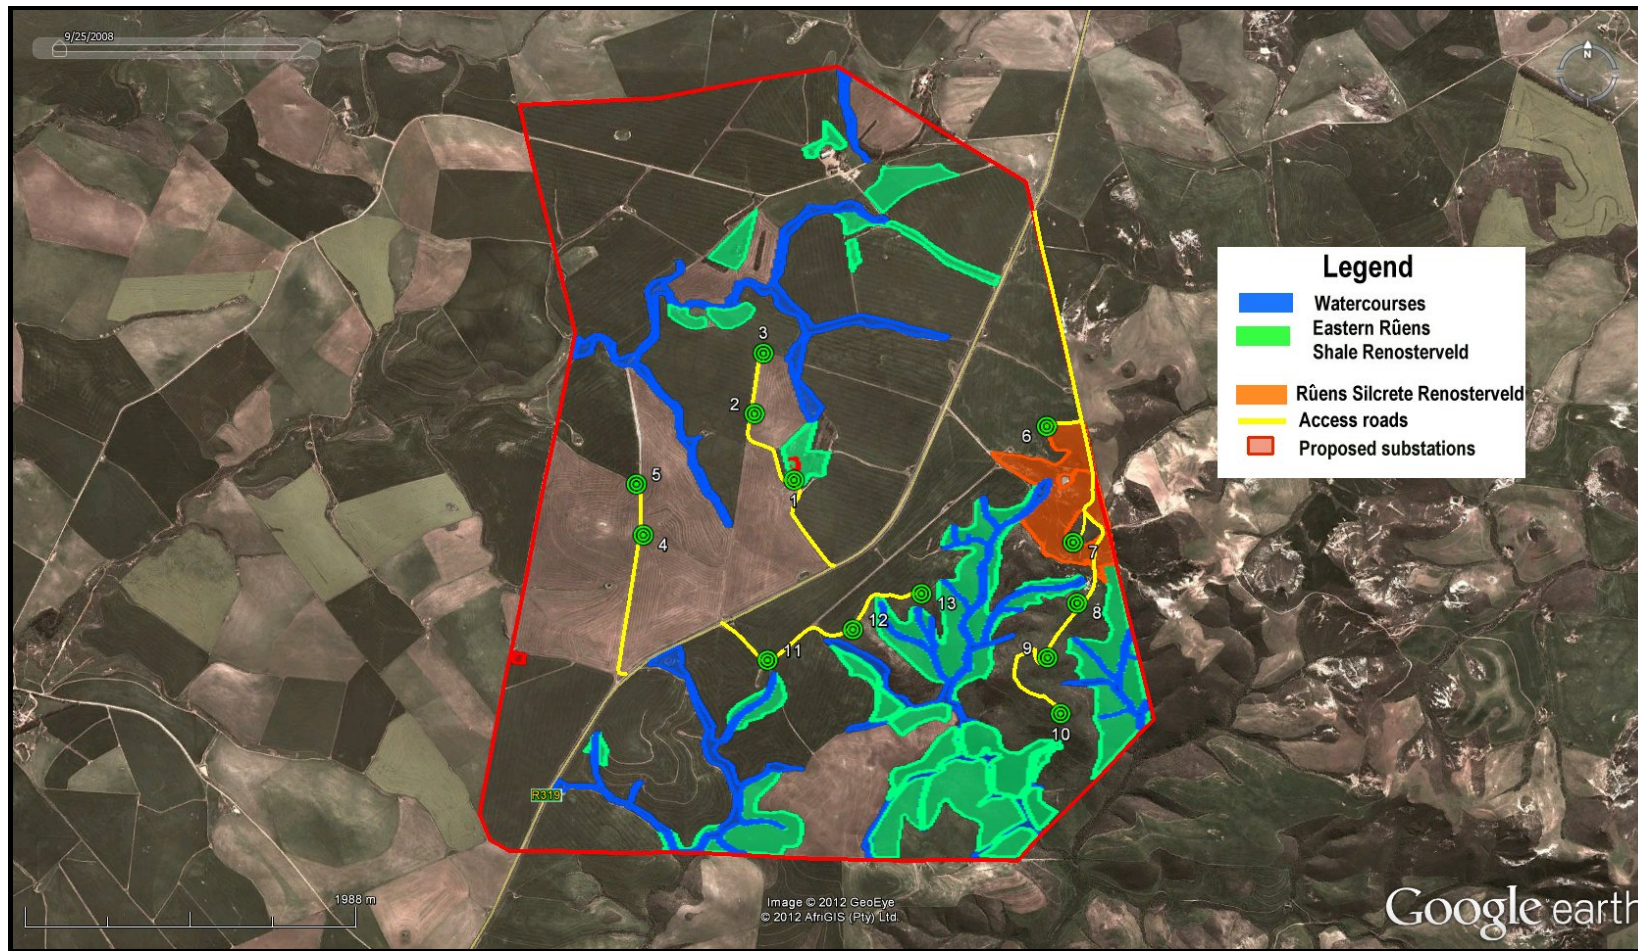 9/25/2008
N
Legend
Watercourses
Eastern Rûens
Shale Renosterveld
Rûens Silcrete Renosterveld
Access roads
Proposed substations
3
2
6
5
1
4
7
13
8
12
11
9
10
R319
1988 m
Image © 2012 GeoEye
© 2012 AfriGIS (Pty) Ltd.
Google earth